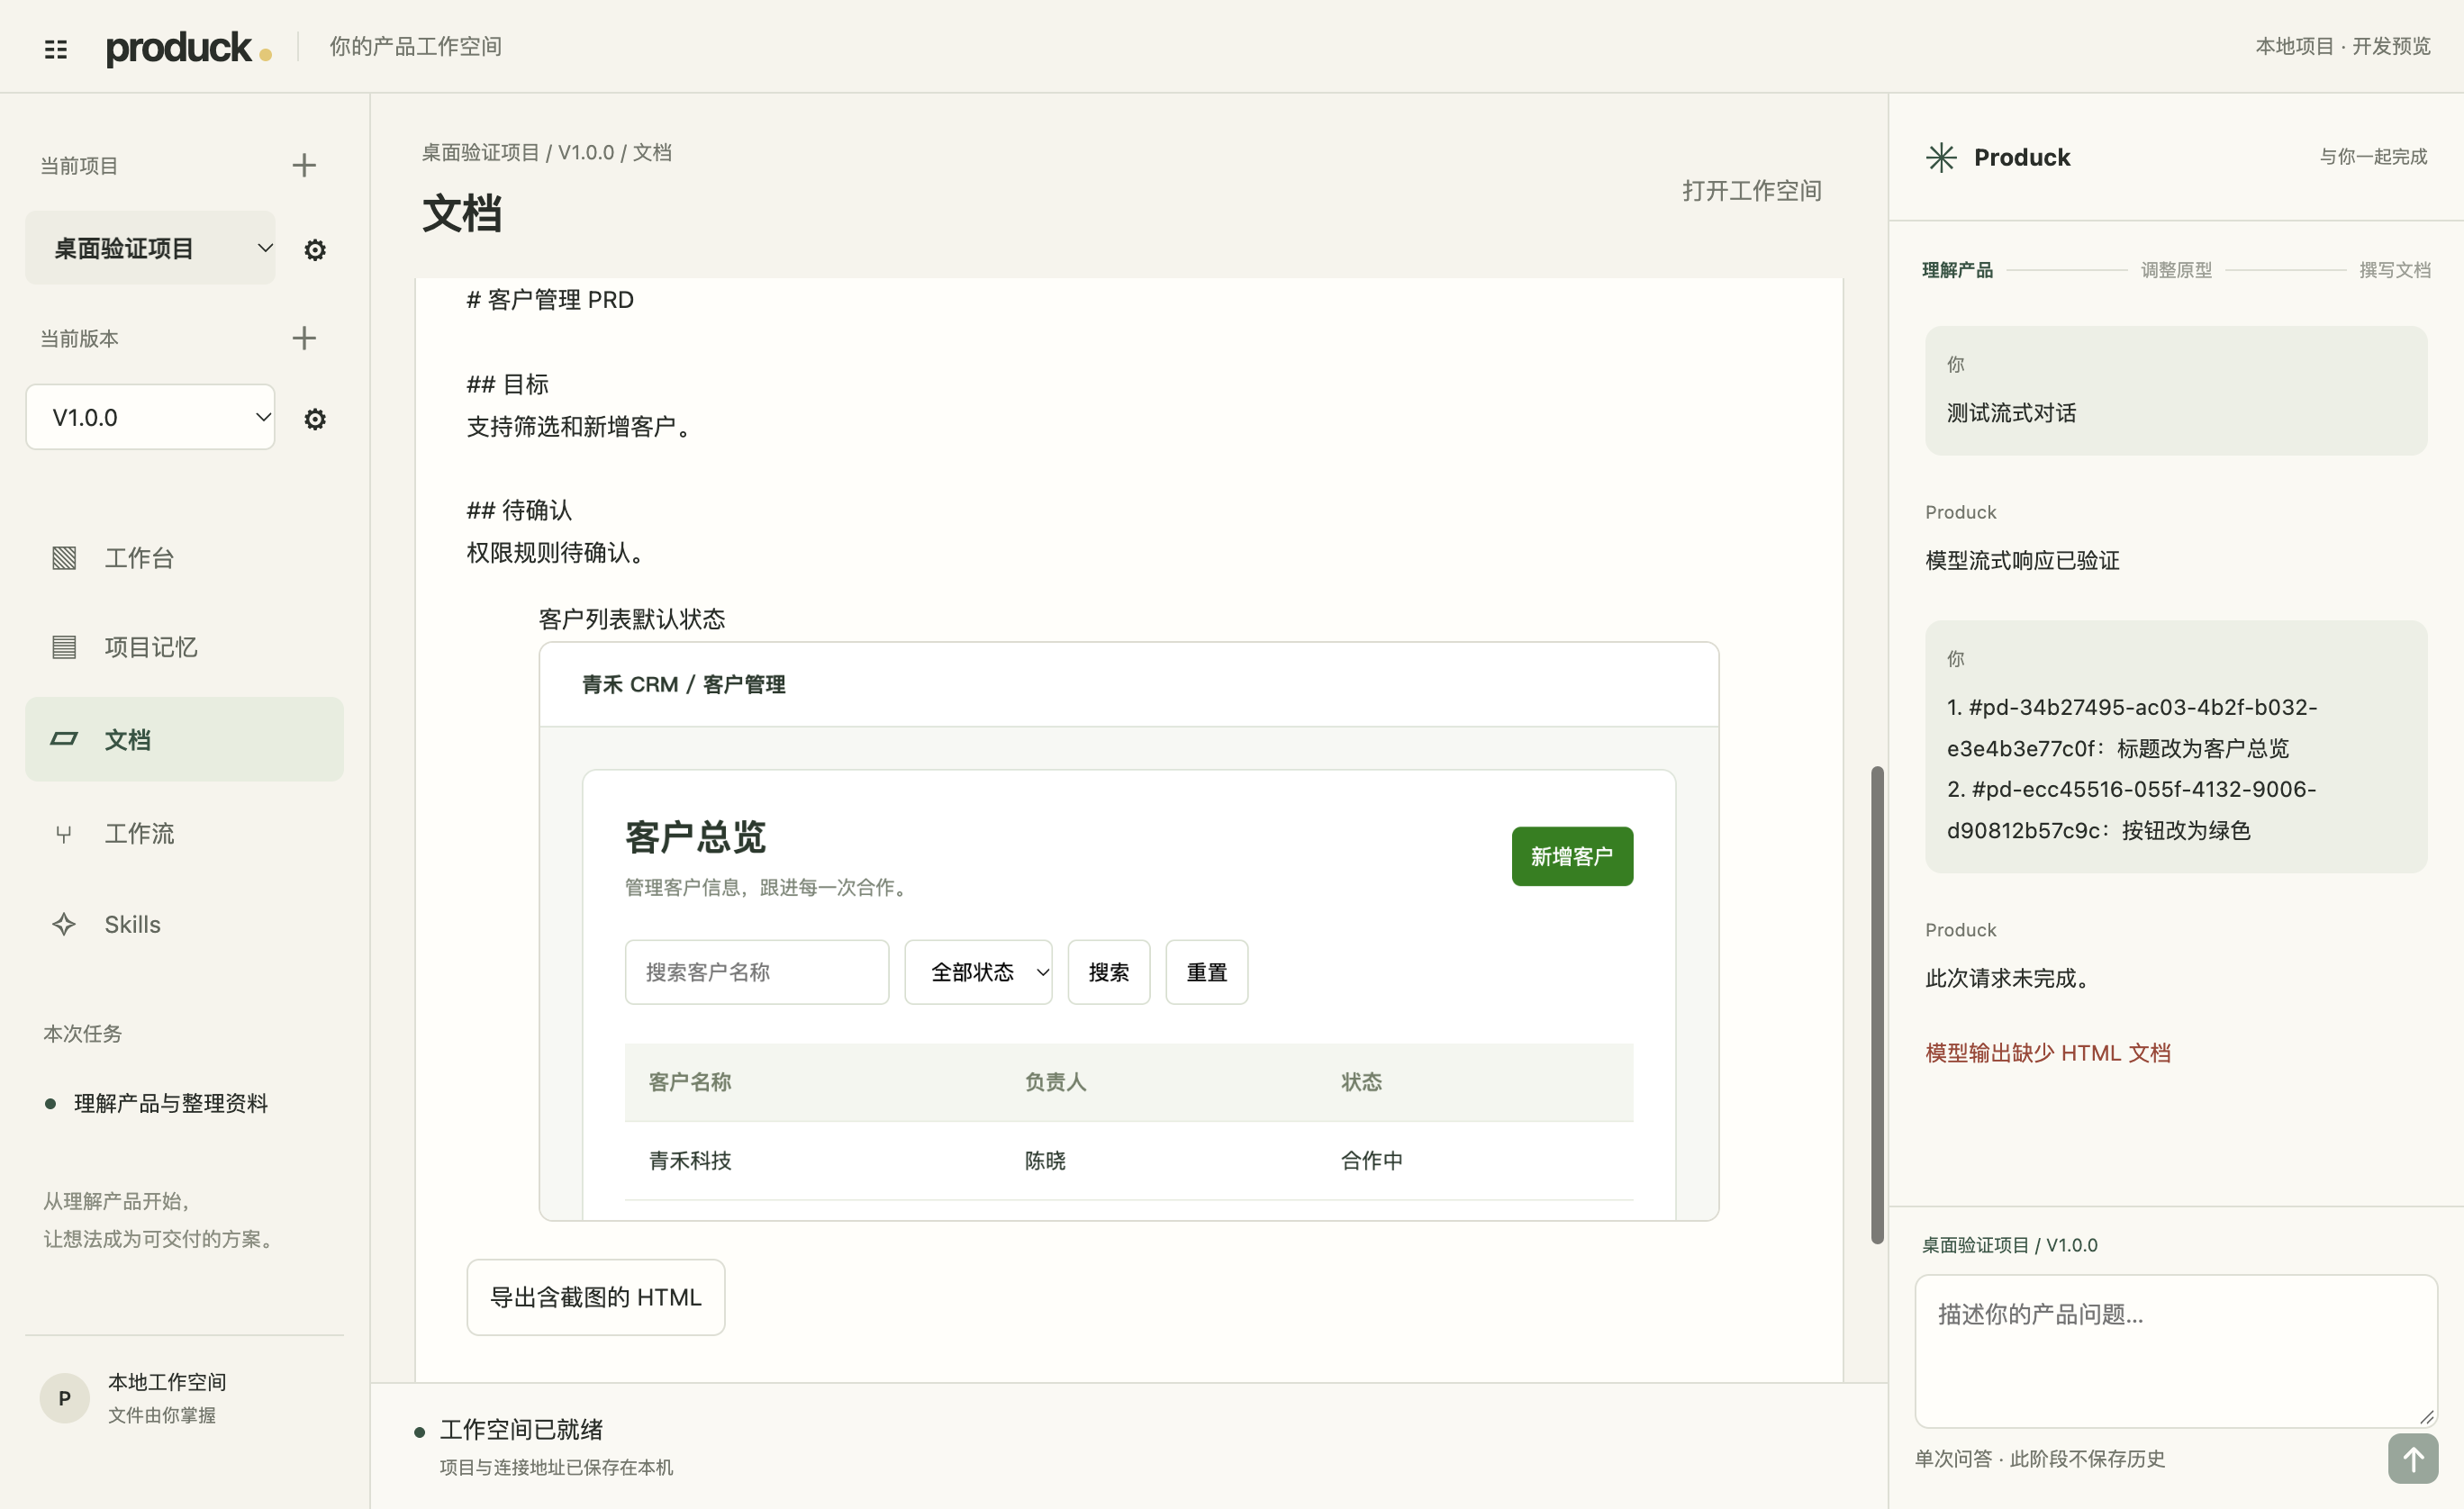 produck
你的产品工作空间
本地项目 · 开发预览
当前项目
桌面验证项目
当前版本
V1.0.0
工作台
项目记忆
文档
工作流
Skills
本次任务
理解产品与整理资料
从理解产品开始，
让想法成为可交付的方案。
P
本地工作空间
文件由你掌握
桌面验证项目 / V1.0.0 / 文档
文档
打开工作空间
# 客户管理 PRD
## 目标
支持筛选和新增客户。
## 待确认
权限规则待确认。
客户列表默认状态
青禾 CRM / 客户管理
客户总览
管理客户信息，跟进每一次合作。
新增客户
搜索客户名称
全部状态
搜索
重置
客户名称 负责人 状态
青禾科技 陈晓 合作中
导出含截图的 HTML
工作空间已就绪
项目与连接地址已保存在本机
Produck
与你一起完成
理解产品
调整原型
撰写文档
你
测试流式对话
Produck
模型流式响应已验证
你
1. #pd-34b27495-ac03-4b2f-b032-
e3e4b3e77c0f：标题改为客户总览
2. #pd-ecc45516-055f-4132-9006-
d90812b57c9c：按钮改为绿色
Produck
此次请求未完成。
模型输出缺少 HTML 文档
桌面验证项目 / V1.0.0
描述你的产品问题...
单次问答 · 此阶段不保存历史